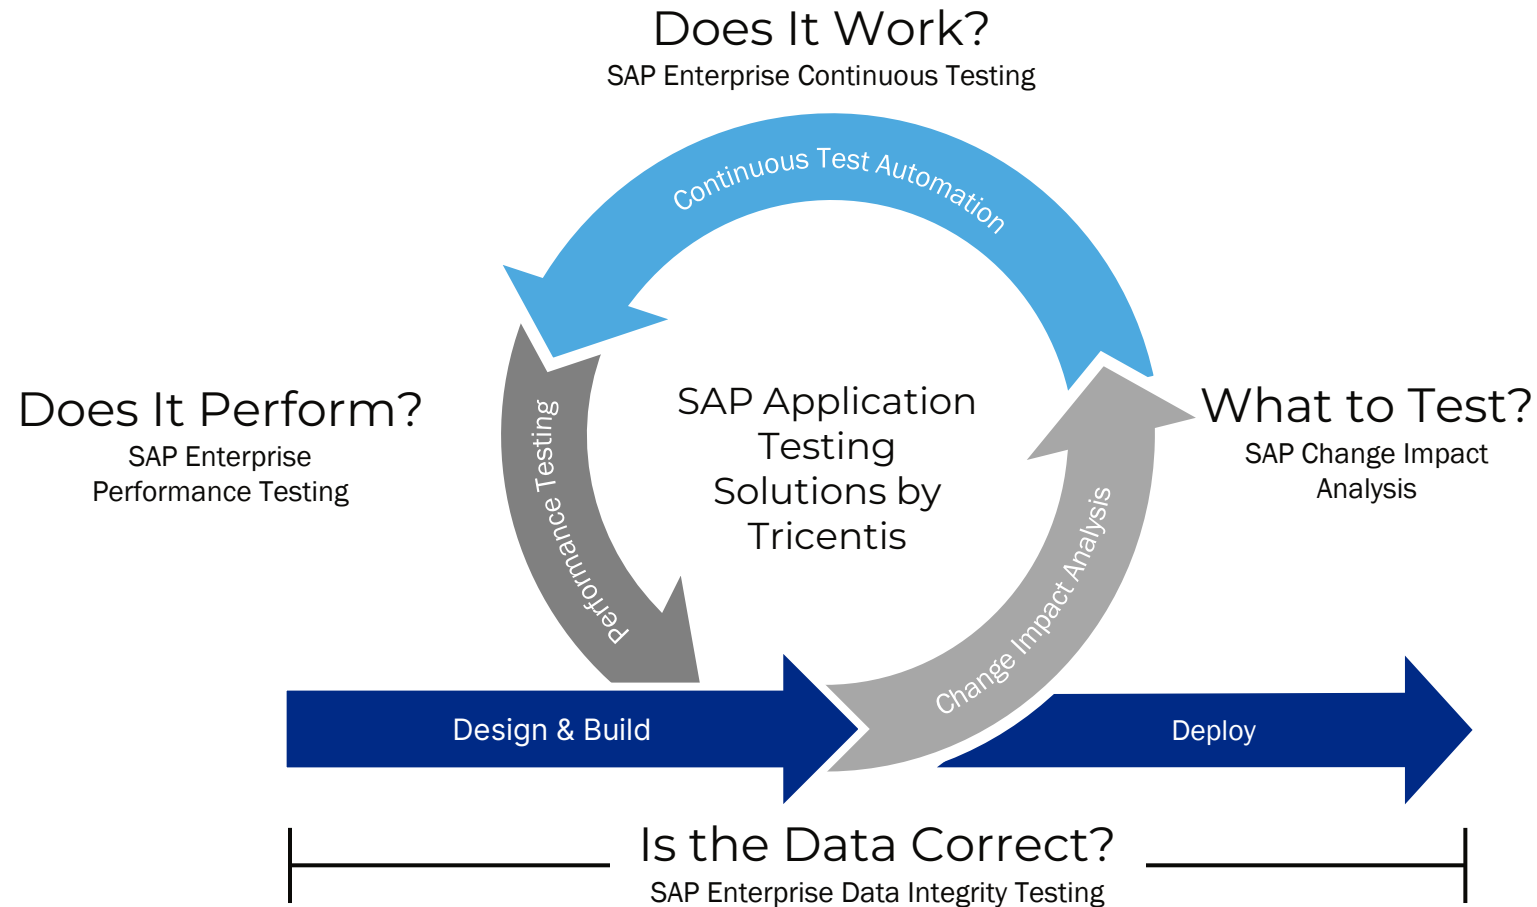 Does It Work?
SAP Enterprise Continuous Testing
Continuous Test Automation
Does It Perform?
SAP Enterprise
Performance Testing
Performance Testing
SAP Application
Testing
Solutions by
Tricentis
What to Test?
SAP Change Impact
Analysis
Change Impact Analysis
Design & Build
Deploy
Is the Data Correct?
SAP Enterprise Data Integrity Testing